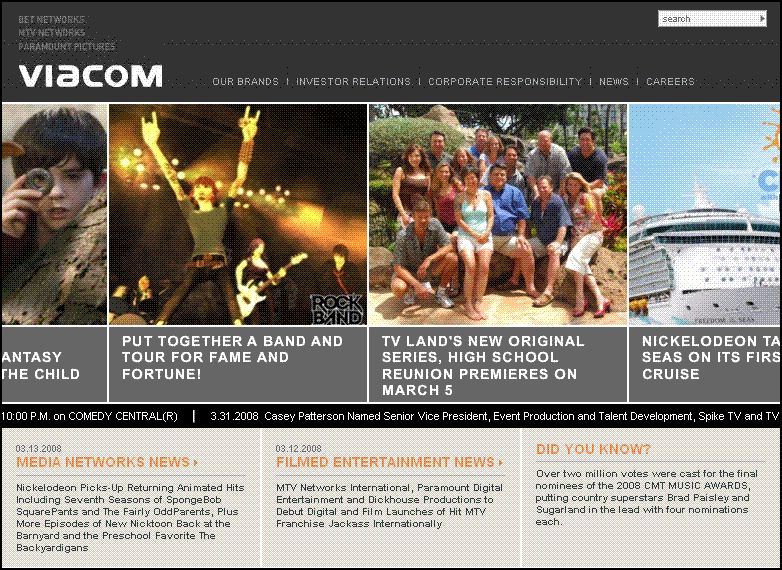 BET NETWORKS
MTV NETWORKS
PARAMOUNT PICTURES
search
VIACOM
OUR BRANDS | INVESTOR RELATIONS | CORPORATE RESPONSIBILITY | NEWS | CAREERS
ROCK
BAND
FREEDOM OF THE SEAS
ANTASY
THE CHILD
PUT TOGETHER A BAND AND
TOUR FOR FAME AND
FORTUNE!
TV LAND'S NEW ORIGINAL
SERIES, HIGH SCHOOL
REUNION PREMIERES ON
MARCH 5
NICKELODEON TA
SEAS ON ITS FIRS
CRUISE
10:00 P.M. on COMEDY CENTRAL(R) | 3.31.2008 Casey Patterson Named Senior Vice President, Event Production and Talent Development, Spike TV and TV
03.13.2008
MEDIA NETWORKS NEWS
Nickelodeon Picks-Up Returning Animated Hits
Including Seventh Seasons of SpongeBob
SquarePants and The Fairly OddParents, Plus
More Episodes of New Nicktoon Back at the
Barnyard and the Preschool Favorite The
Backyardigans
03.12.2008
FILMED ENTERTAINMENT NEWS
MTV Networks International, Paramount Digital
Entertainment and Dickhouse Productions to
Debut Digital and Film Launches of Hit MTV
Franchise Jackass Internationally
DID YOU KNOW?
Over two million votes were cast for the final
nominees of the 2008 CMT MUSIC AWARDS,
putting country superstars Brad Paisley and
Sugarland in the lead with four nominations
each.